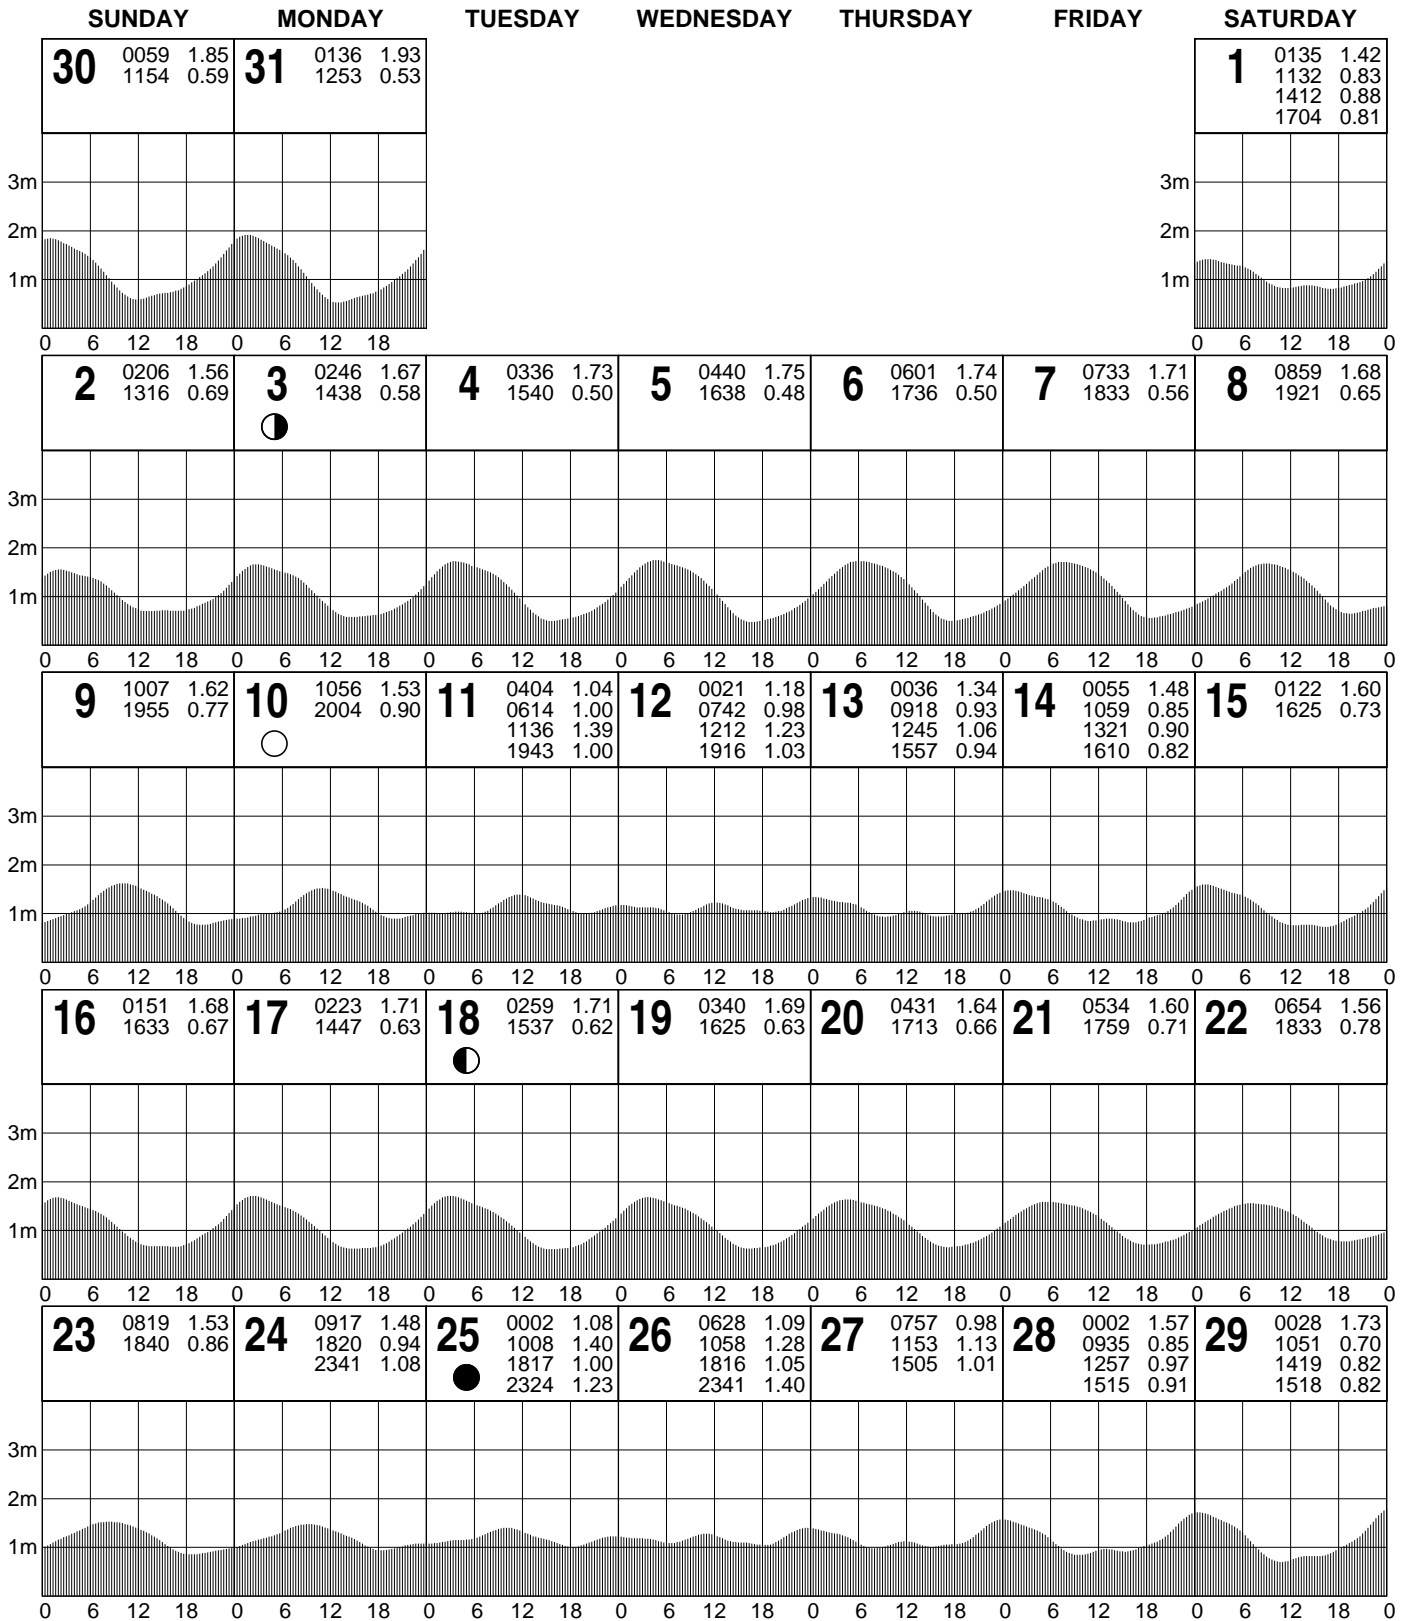 SUNDAY MONDAY TUESDAY WEDNESDAY THURSDAY FRIDAY SATURDAY
30 0059 1.85 31 0136 1.93 1 0135 1.42
1154 0.59 1253 0.53 1132 0.83
1412 0.88
1704 0.81
3m 3m
2m 2m
1m 1m
0 6 12 18 0 6 12 18 0 6 12 18 0
2 0206 1.56 3 0246 1.67 4 0336 1.73 5 0440 1.75 6 0601 1.74 7 0733 1.71 8 0859 1.68
1316 0.69 1438 0.58 1540 0.50 1638 0.48 1736 0.50 1833 0.56 1921 0.65
3m
2m
1m
0 6 12 18 0 6 12 18 0 6 12 18 0 6 12 18 0 6 12 18 0 6 12 18 0 6 12 18 0
9 1007 1.62 10 1056 1.53 11 0404 1.04 12 0021 1.18 13 0036 1.34 14 0055 1.48 15 0122 1.60
1955 0.77 2004 0.90 0614 1.00 0742 0.98 0918 0.93 1059 0.85 1625 0.73
1136 1.39 1212 1.23 1245 1.06 1321 0.90
1943 1.00 1916 1.03 1557 0.94 1610 0.82
3m
2m
1m
0 6 12 18 0 6 12 18 0 6 12 18 0 6 12 18 0 6 12 18 0 6 12 18 0 6 12 18 0
16 0151 1.68 17 0223 1.71 18 0259 1.71 19 0340 1.69 20 0431 1.64 21 0534 1.60 22 0654 1.56
1633 0.67 1447 0.63 1537 0.62 1625 0.63 1713 0.66 1759 0.71 1833 0.78
3m
2m
1m
0 6 12 18 0 6 12 18 0 6 12 18 0 6 12 18 0 6 12 18 0 6 12 18 0 6 12 18 0
23 0819 1.53 24 0917 1.48 25 0002 1.08 26 0628 1.09 27 0757 0.98 28 0002 1.57 29 0028 1.73
1840 0.86 1820 0.94 1008 1.40 1058 1.28 1153 1.13 0935 0.85 1051 0.70
2341 1.08 1817 1.00 1816 1.05 1505 1.01 1257 0.97 1419 0.82
2324 1.23 2341 1.40 1515 0.91 1518 0.82
3m
2m
1m
0 6 12 18 0 6 12 18 0 6 12 18 0 6 12 18 0 6 12 18 0 6 12 18 0 6 12 18 0